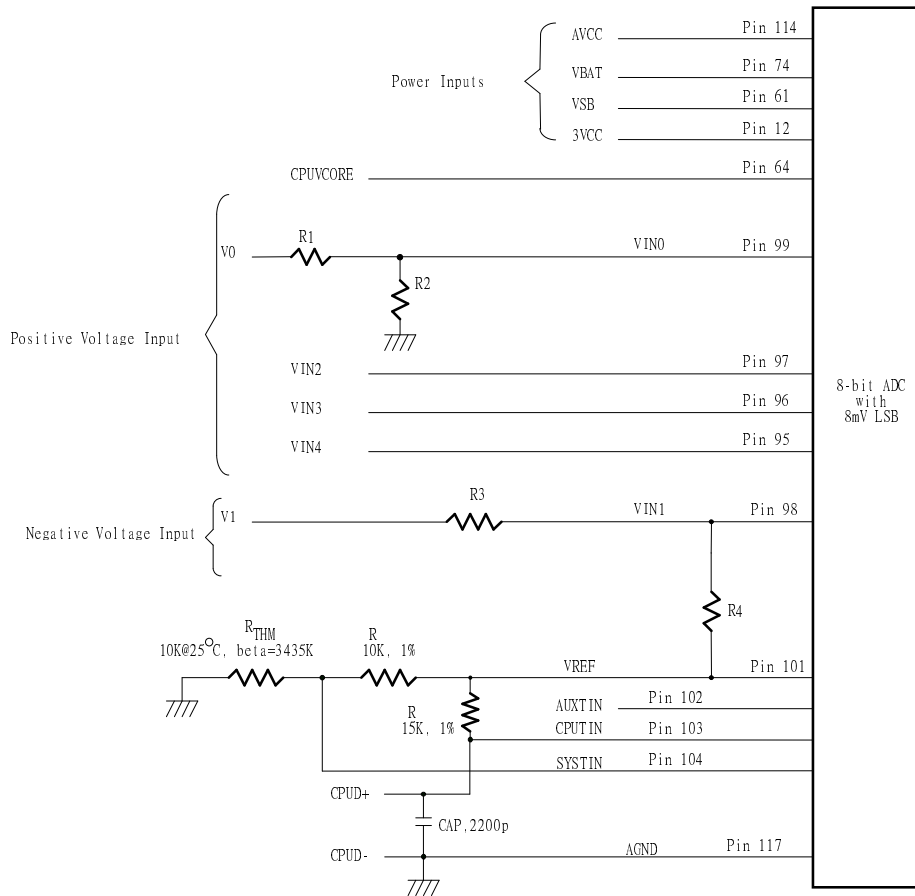 AVCC Pin 114
VBAT Pin 74
Power Inputs
VSB Pin 61
3VCC Pin 12
CPUVCORE Pin 64
R1
V0 VIN0 Pin 99
R2
Positive Voltage Input
VIN2 Pin 97
8-bit ADC
with
8mV LSB
VIN3 Pin 96
VIN4 Pin 95
R3
V1 VIN1 Pin 98
Negative Voltage Input
R4
RTHM
10K@25°C, beta=3435K
R
10K, 1%
VREF Pin 101
AUXTIN Pin 102
R
15K, 1%
CPUTIN Pin 103
SYSTIN Pin 104
CPUD+
CAP,2200p
CPUD- AGND Pin 117